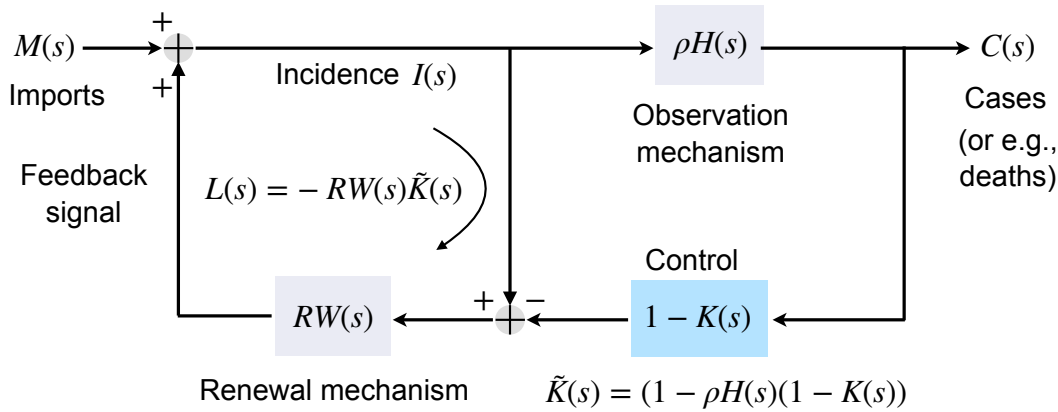 +
M(s)
+
Imports
Incidence I(s)
ρH(s)
Observation
mechanism
C(s)
Cases
(or e.g.,
deaths)
Feedback
signal
L(s) = − RW(s)K̃(s)
Control
+ −
RW(s)
1 − K(s)
Renewal mechanism
K̃(s) = (1 − ρH(s)(1 − K(s))